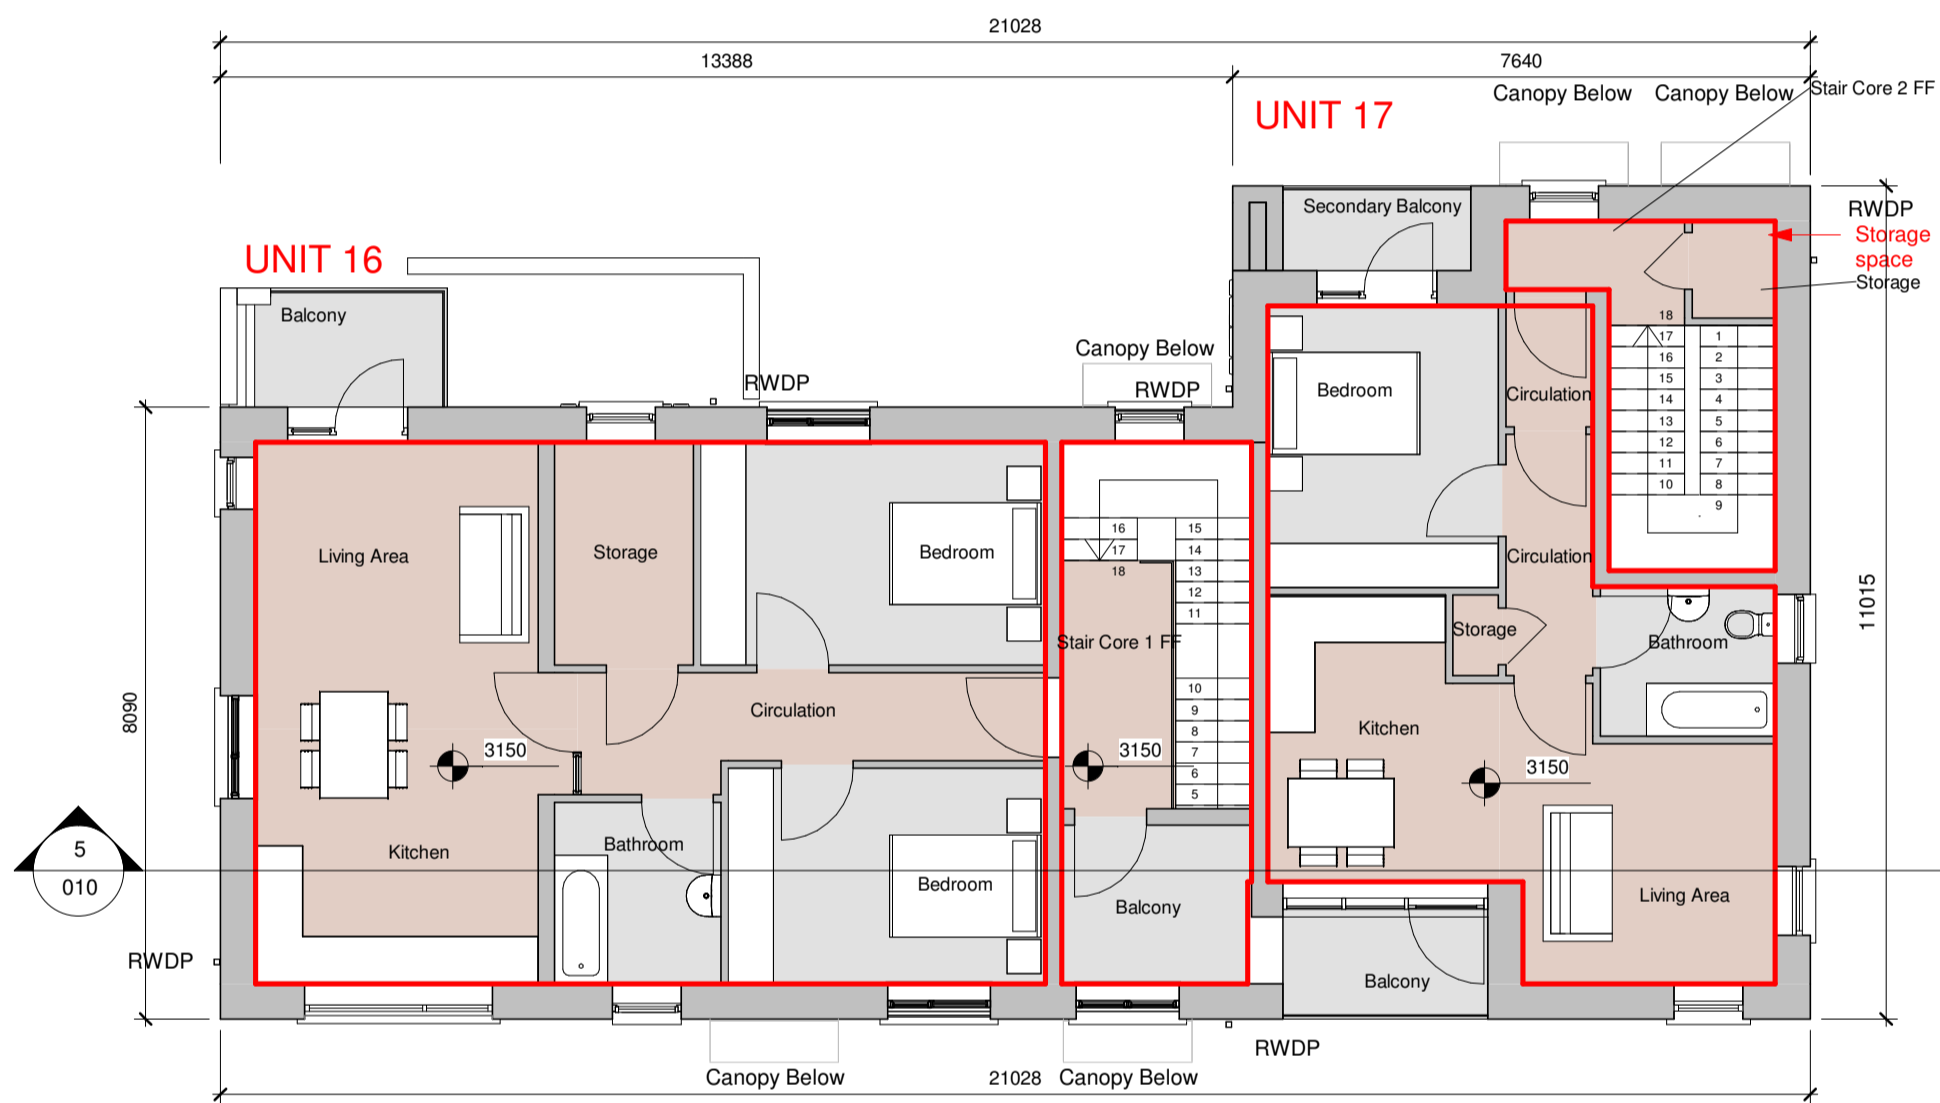 21028
13388
7640
Canopy Below
Canopy Below
Stair Core 2 FF
UNIT 17
Secondary Balcony
RWDP
Storage
space
Storage
UNIT 16
Balcony
Canopy Below
RWDP
RWDP
18
17
16
15
14
13
12
11
10
1
2
3
4
5
6
7
8
9
Bedroom
Circulation
Living Area
Storage
Bedroom
16
17
18
15
14
13
12
11
10
9
8
7
6
5
Stair Core 1 FF
Circulation
Storage
Bathroom
11015
8090
Circulation
Kitchen
3150
3150
3150
5
010
Kitchen
Bathroom
Bedroom
Balcony
Living Area
RWDP
Balcony
RWDP
Canopy Below
21028
Canopy Below